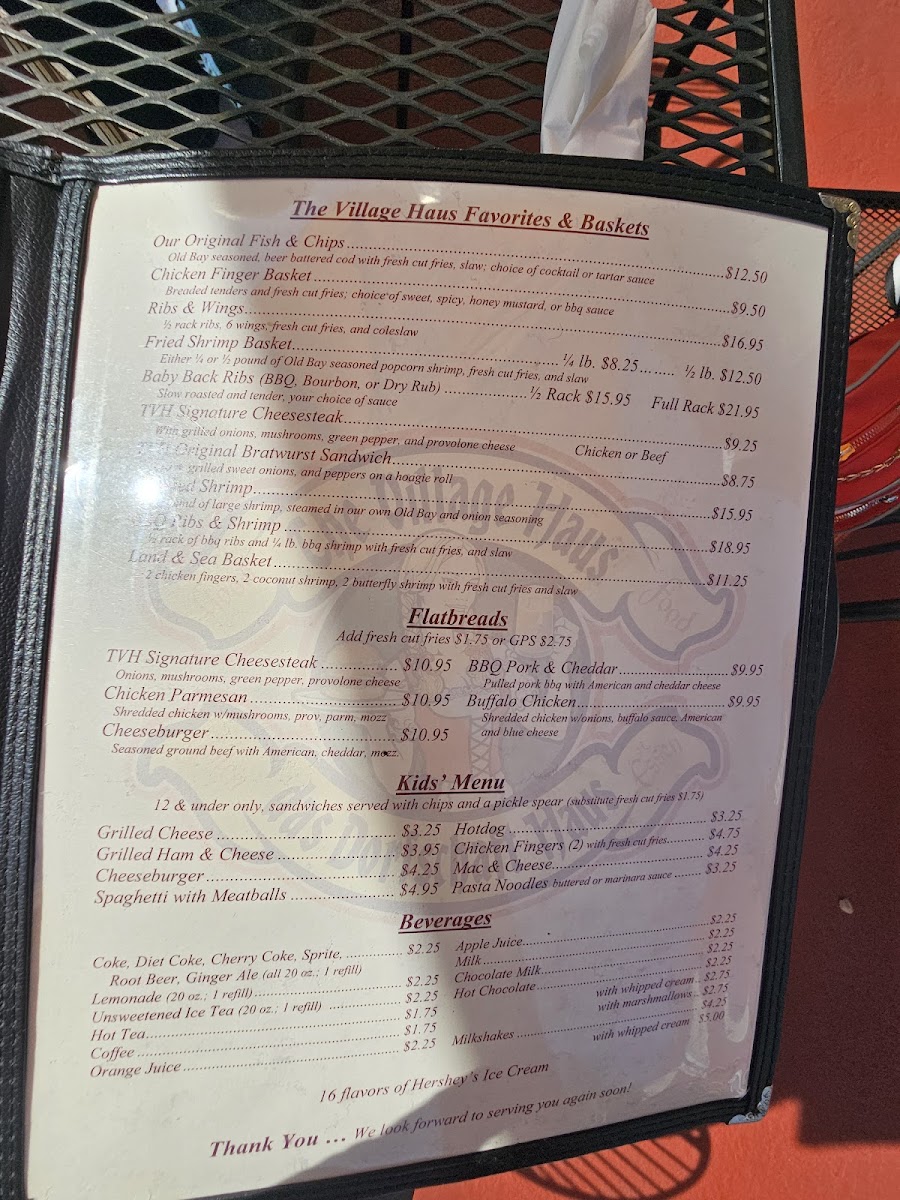 The Village Haus Favorites & Baskets
Our Original Fish & Chips $12.50
Old Bay seasoned, beer battered cod with fresh cut fries, slaw; choice of cocktail or tartar sauce
Chicken Finger Basket $9.50
Breaded tenders and fresh cut fries; choice of sweet, spicy, honey mustard, or bbq sauce
Ribs & Wings $16.95
½ rack ribs, 6 wings, fresh cut fries, and coleslaw
Fried Shrimp Basket ¼ lb. $8.25 ½ lb. $12.50
Either ¼ or ½ pound of Old Bay seasoned popcorn shrimp, fresh cut fries, and slaw
Baby Back Ribs (BBQ, Bourbon, or Dry Rub) ½ Rack $15.95 Full Rack $21.95
Slow roasted and tender, your choice of sauce
TVH Signature Cheesesteak $9.25
With grilled onions, mushrooms, green pepper, and provolone cheese Chicken or Beef
Original Bratwurst Sandwich $8.75
grilled sweet onions, and peppers on a hoagie roll
Shrimp $15.95
of large shrimp, steamed in our own Old Bay and onion seasoning
Ribs & Shrimp $18.95
½ rack of bbq ribs and ¼ lb. bbq shrimp with fresh cut fries, and slaw
Land & Sea Basket $11.25
2 chicken fingers, 2 coconut shrimp, 2 butterfly shrimp with fresh cut fries and slaw
The Village Haus
Food
Flatbreads
Add fresh cut fries $1.75 or GPS $2.75
TVH Signature Cheesesteak $10.95
Onions, mushrooms, green pepper, provolone cheese
Chicken Parmesan $10.95
Shredded chicken w/mushrooms, prov, parm, mozz
Cheeseburger $10.95
Seasoned ground beef with American, cheddar, mozz.
BBQ Pork & Cheddar $9.95
Pulled pork bbq with American and cheddar cheese
Buffalo Chicken $9.95
Shredded chicken w/onions, buffalo sauce, American
and blue cheese
Kids' Menu
12 & under only, sandwiches served with chips and a pickle spear (substitute fresh cut fries $1.75)
Grilled Cheese $3.25
Grilled Ham & Cheese $3.95
Cheeseburger $4.25
Spaghetti with Meatballs $4.95
Hotdog $3.25
Chicken Fingers (2) with fresh cut fries $4.75
Mac & Cheese $4.25
Pasta Noodles buttered or marinara sauce $3.25
Das Dorf Haus
Beverages
Coke, Diet Coke, Cherry Coke, Sprite, $2.25
Root Beer, Ginger Ale (all 20 oz.; 1 refill)
Lemonade (20 oz.; 1 refill) $2.25
Unsweetened Ice Tea (20 oz.; 1 refill) $2.25
Hot Tea $1.75
Coffee $1.75
Orange Juice $2.25
Apple Juice $2.25
Milk $2.25
Chocolate Milk $2.25
Hot Chocolate $2.25
with whipped cream $2.75
with marshmallows $2.75
Milkshakes $4.25
with whipped cream $5.00
16 flavors of Hershey's Ice Cream
Thank You … We look forward to serving you again soon!